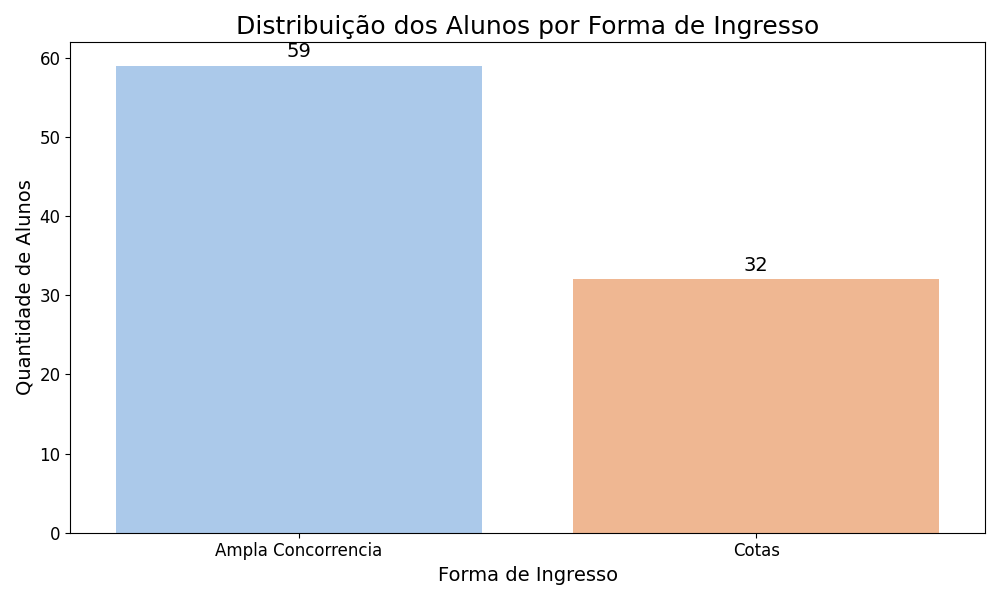 Distribuição dos Alunos por Forma de Ingresso
59
32
60
50
40
30
20
10
0
Quantidade de Alunos
Ampla Concorrencia
Cotas
Forma de Ingresso